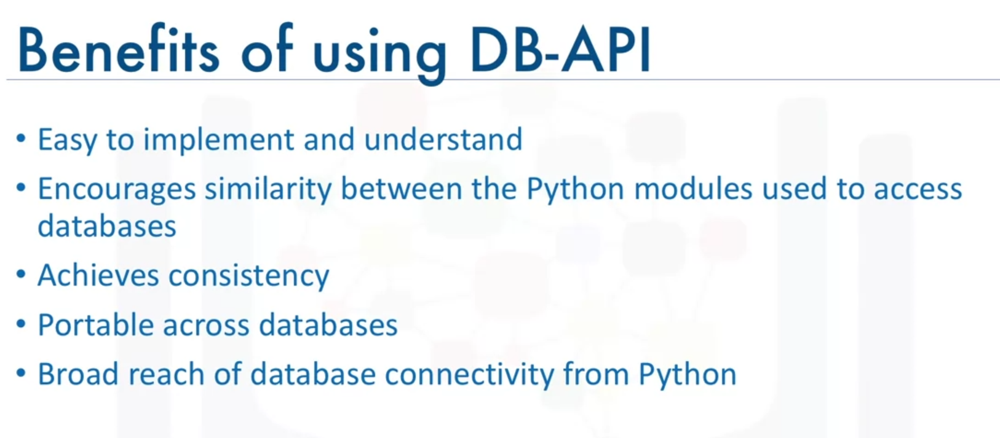 Benefits of using DB-API
• Easy to implement and understand
• Encourages similarity between the Python modules used to access
databases
• Achieves consistency
• Portable across databases
• Broad reach of database connectivity from Python